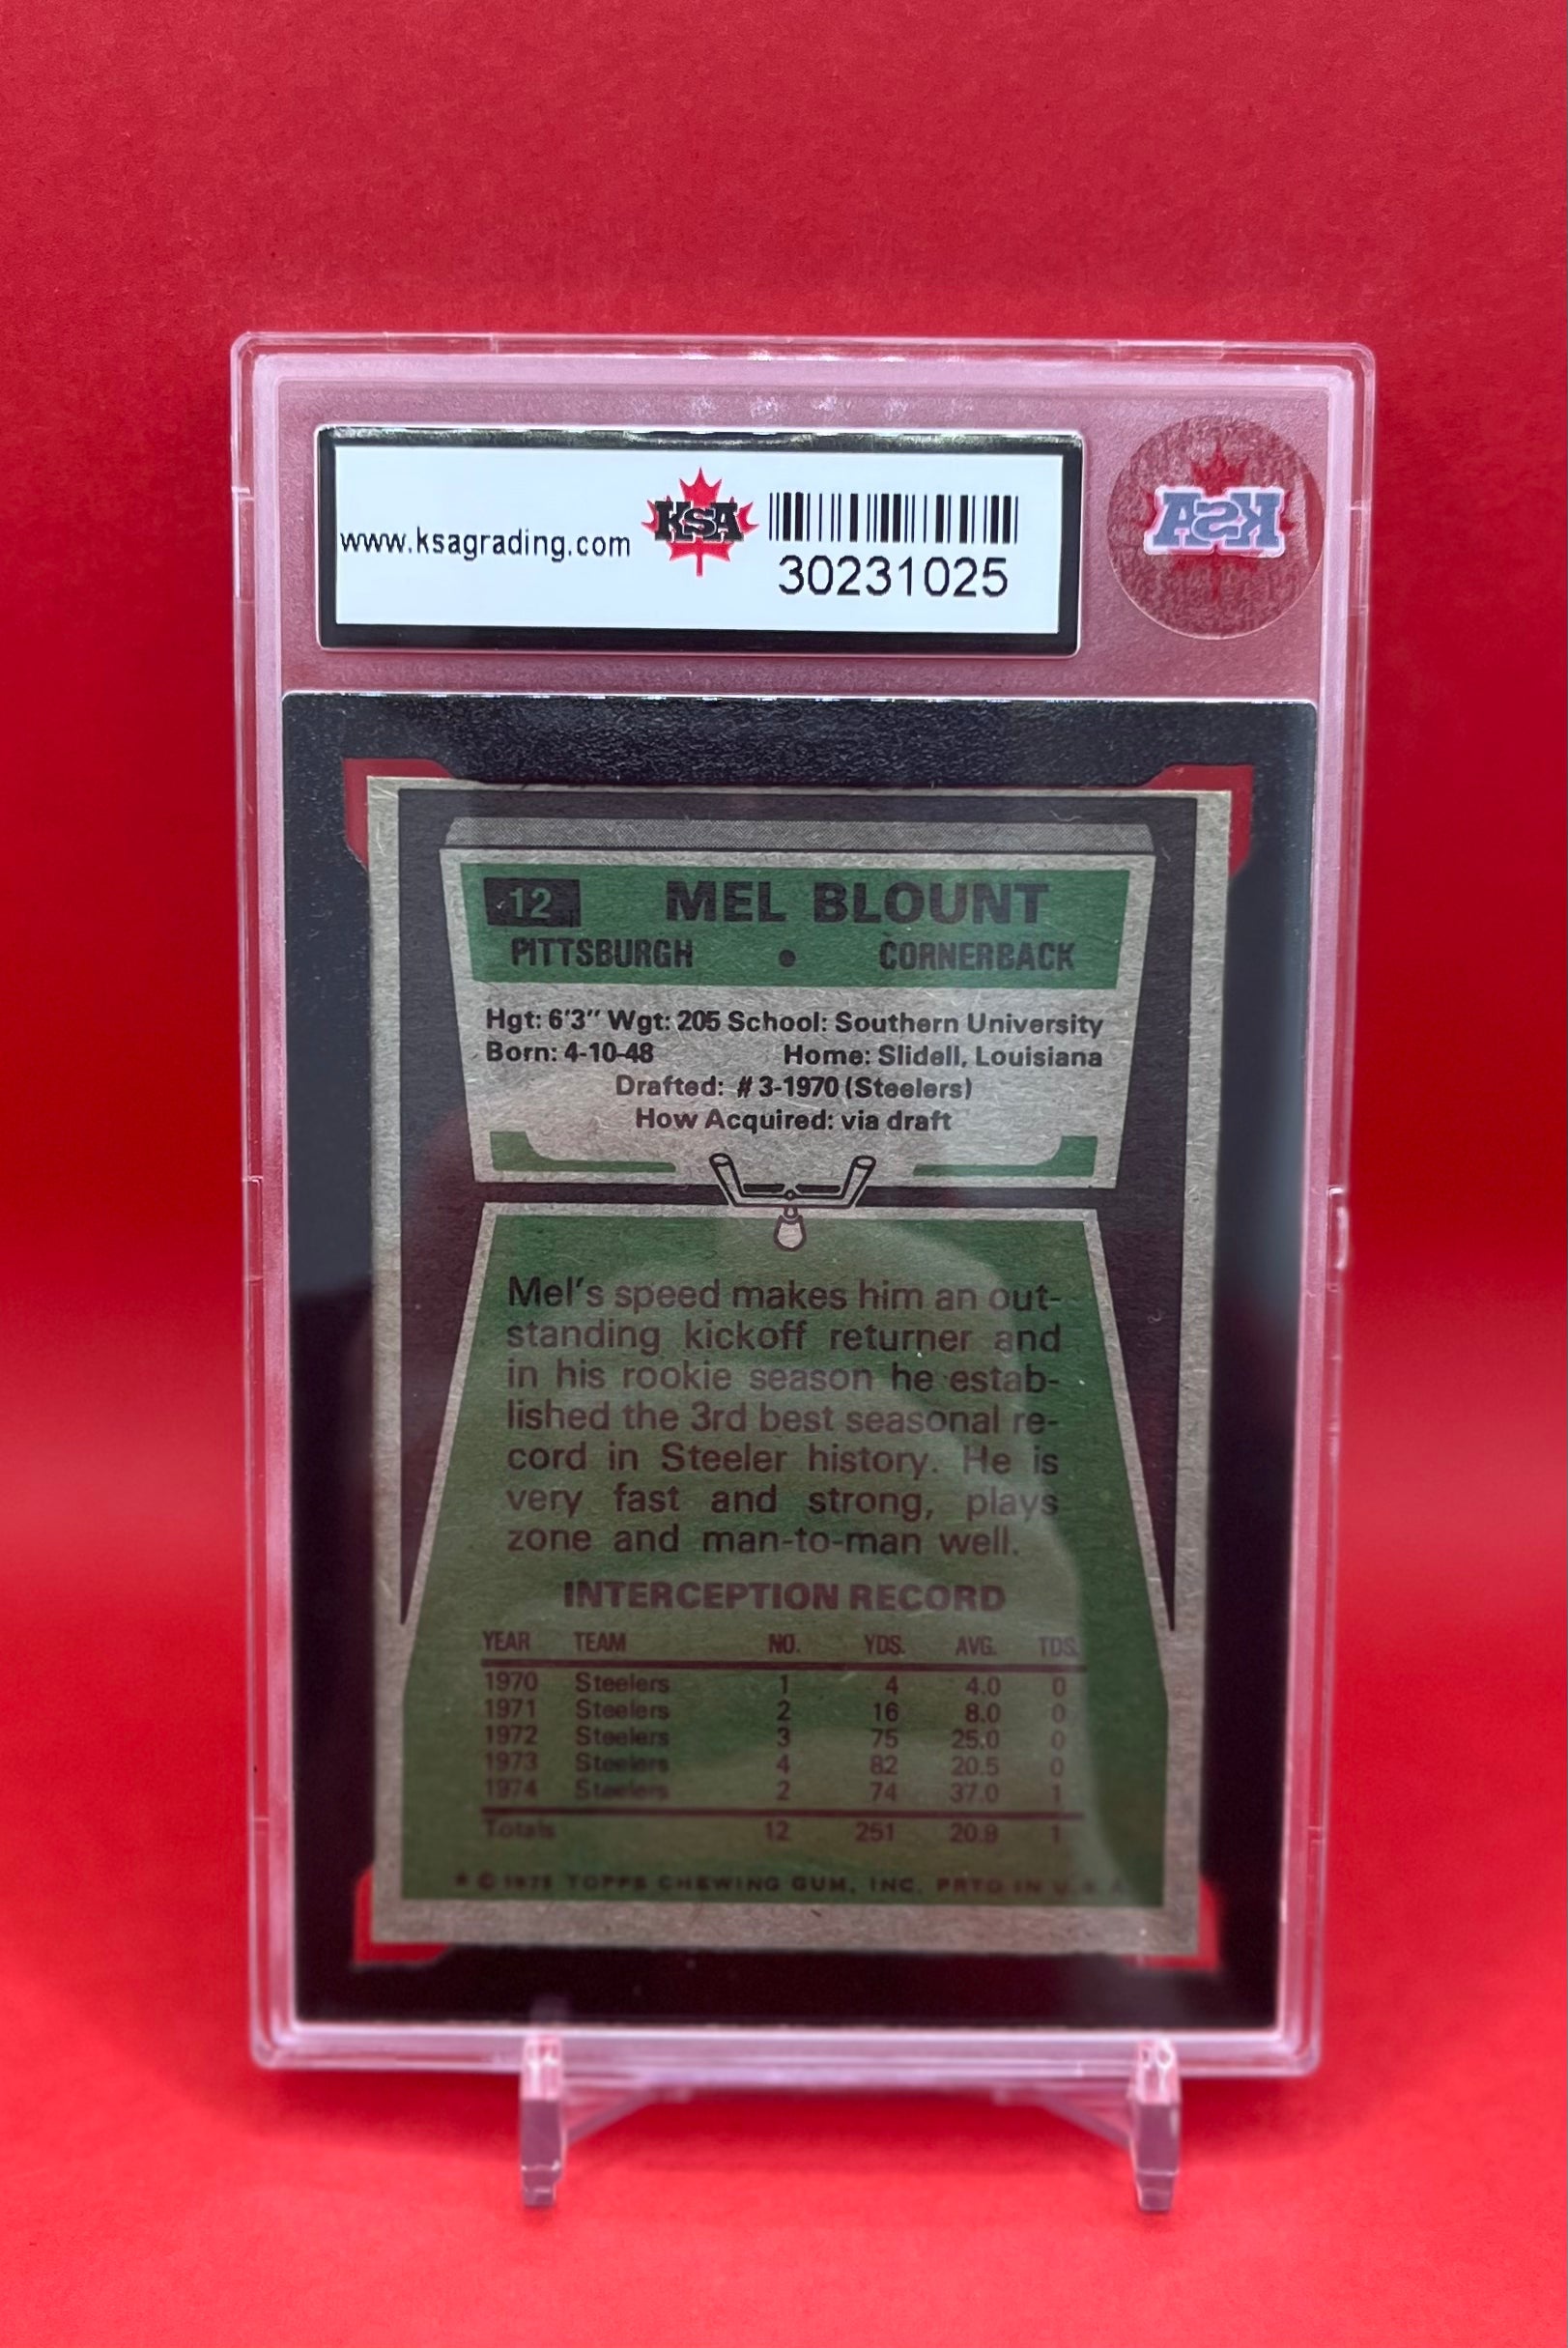 www.ksagrading.com
KSA
30231025
KSA
12 MEL BLOUNT
PITTSBURGH • CORNERBACK
Hgt: 6'3" Wgt: 205 School: Southern University
Born: 4-10-48 Home: Slidell, Louisiana
Drafted: #3-1970 (Steelers)
How Acquired: via draft
Mel's speed makes him an out-
standing kickoff returner and
in his rookie season he estab-
lished the 3rd best seasonal re-
cord in Steeler history. He is
very fast and strong, plays
zone and man-to-man well.
INTERCEPTION RECORD
YEAR TEAM NO. YDS. AVG. TDS.
1970 Steelers 1 4 4.0 0
1971 Steelers 2 16 8.0 0
1972 Steelers 3 75 25.0 0
1973 Steelers 4 82 20.5 0
1974 Steelers 2 74 37.0 1
Totals 12 251 20.9 1
* © 1975 TOPPS CHEWING GUM, INC. PRTD IN U.S.A.